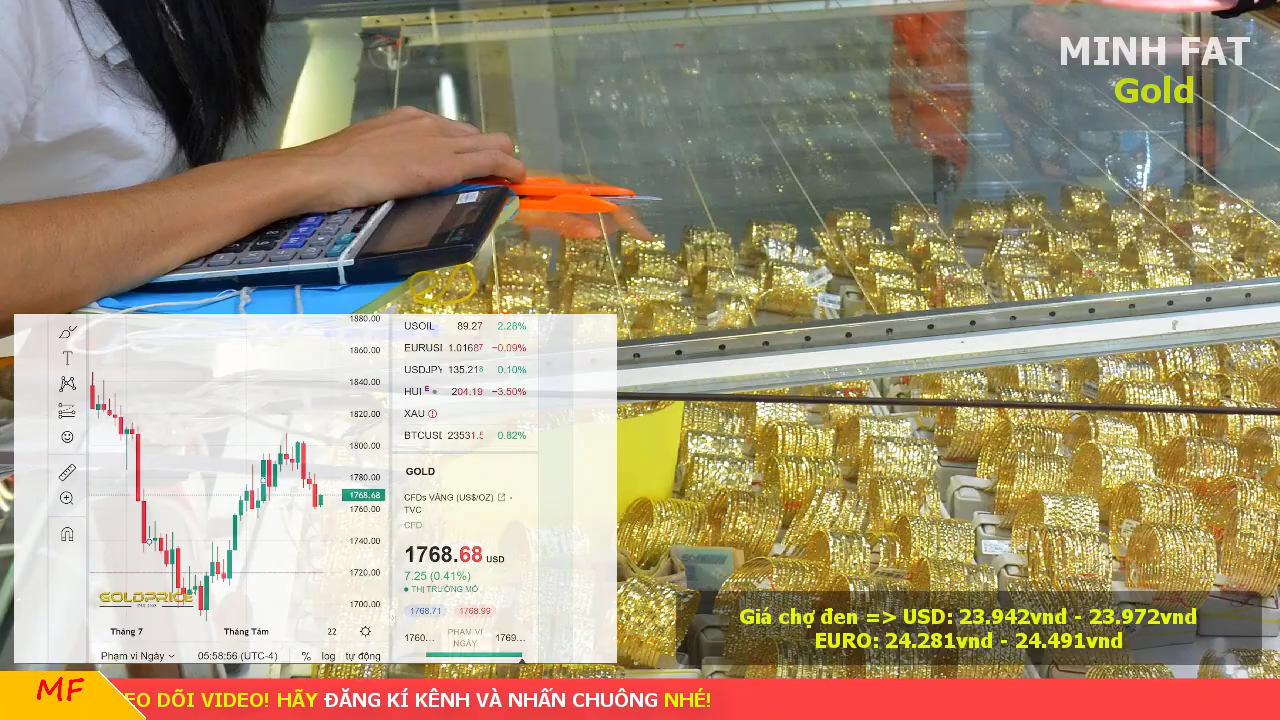 MINH FAT
Gold
1880.00
1860.00
1840.00
1820.00
1800.00
1780.00
1768.68
1760.00
1740.00
1720.00
1700.00
Tháng 7 Tháng Tám 22
Phạm vi Ngày 05:58:56 (UTC-4) % log tự động
USOIL 89.27 2.28%
EURUSD 1.01687 −0.09%
USDJPY 135.218 0.10%
HUI E 204.19 −3.50%
XAU
BTCUSD 23531.5 0.82%
GOLD
CFDs VÀNG (US$/OZ)
TVC
CFD
1768.68 USD
7.25 (0.41%)
THỊ TRƯỜNG MỞ
1768.71 1768.99
1760... PHẠM VI NGÀY 1769...
GOLDPRICE
Giá chợ đen => USD: 23.942vnd - 23.972vnd
EURO: 24.281vnd - 24.491vnd
MF
EO DÕI VIDEO! HÃY ĐĂNG KÍ KÊNH VÀ NHẤN CHUÔNG NHÉ!